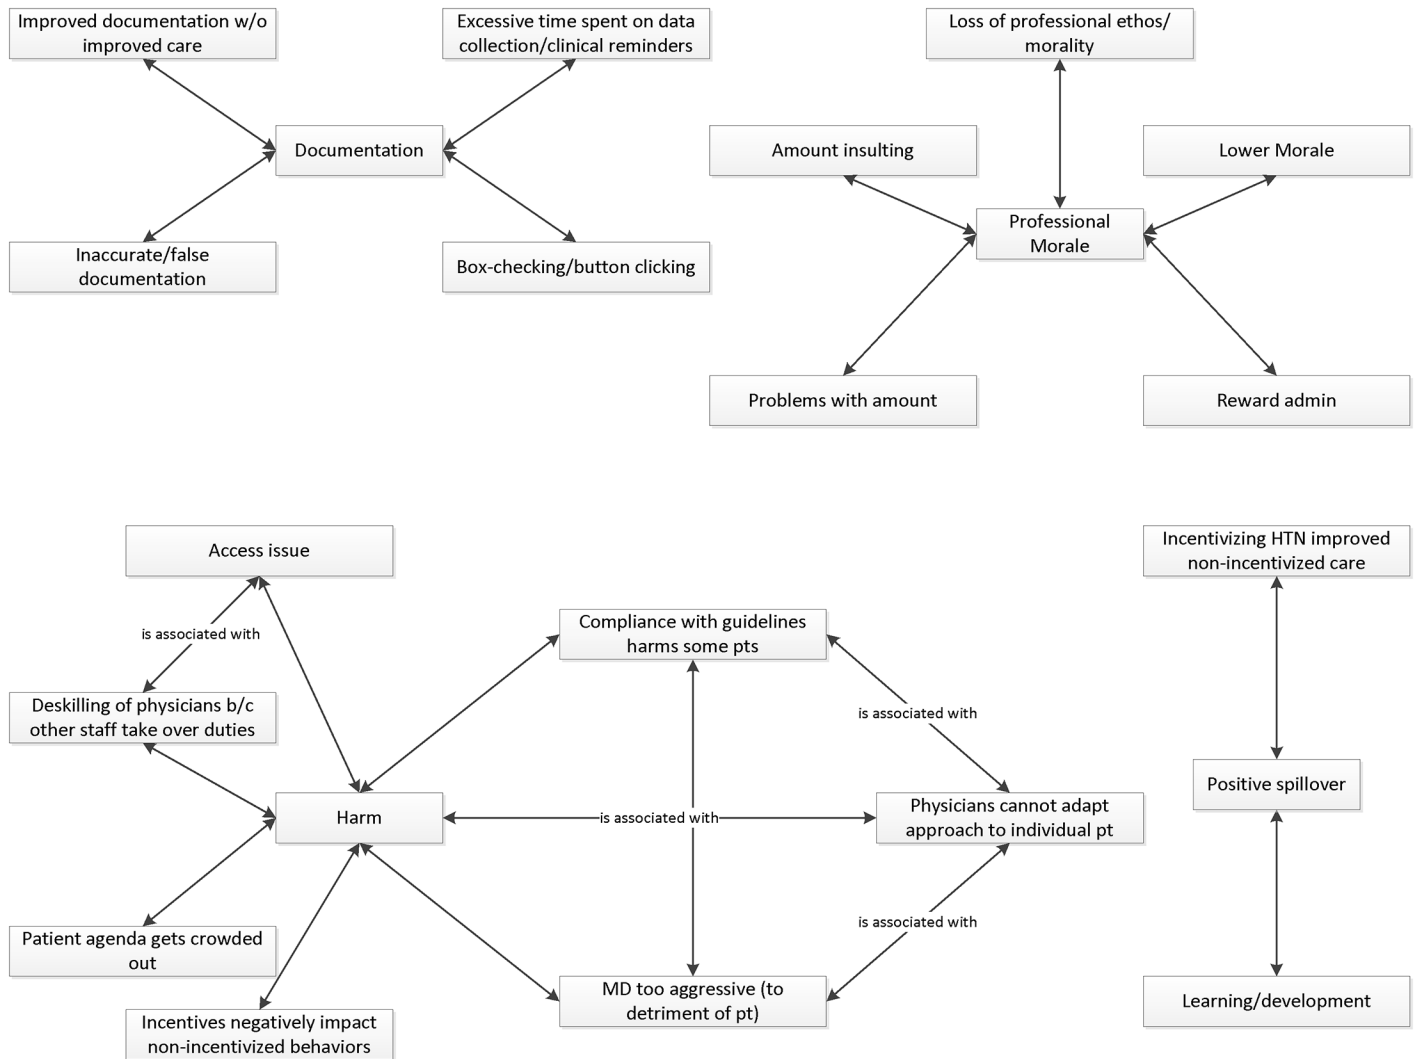 Improved documentation w/o
improved care
Excessive time spent on data
collection/clinical reminders
Documentation
Inaccurate/false
documentation
Box-checking/button clicking
Loss of professional ethos/
morality
Amount insulting
Lower Morale
Professional
Morale
Problems with amount
Reward admin
Access issue
is associated with
Deskilling of physicians b/c
other staff take over duties
Harm
Patient agenda gets crowded
out
Incentives negatively impact
non-incentivized behaviors
Compliance with guidelines
harms some pts
is associated with
is associated with
Physicians cannot adapt
approach to individual pt
is associated with
MD too aggressive (to
detriment of pt)
Incentivizing HTN improved
non-incentivized care
Positive spillover
Learning/development